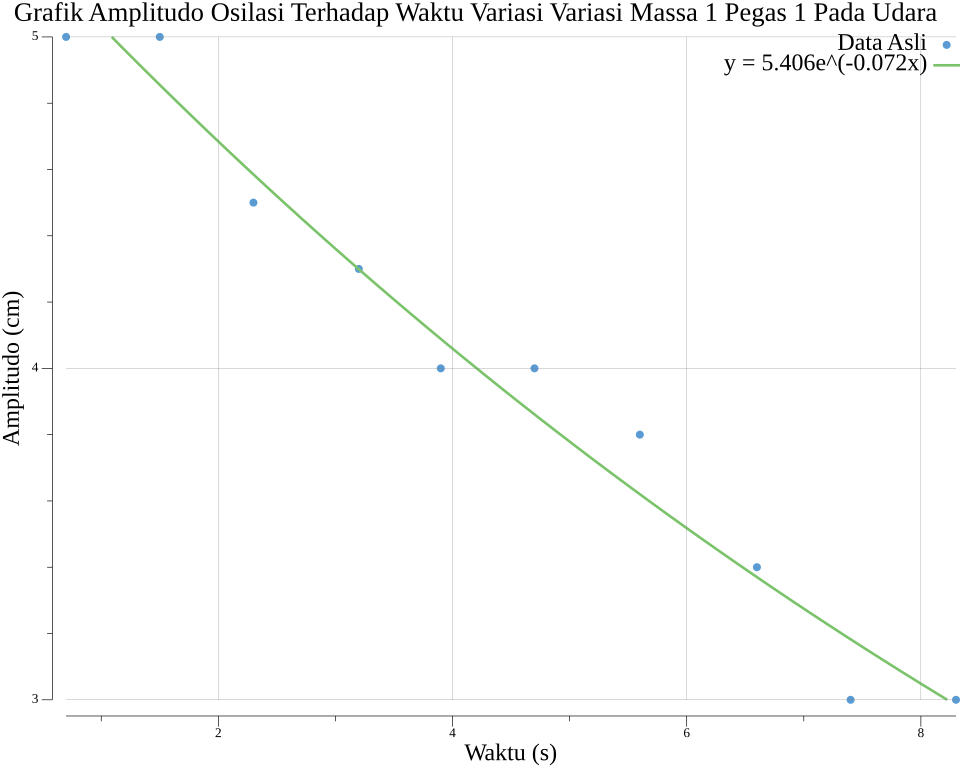 Grafik Amplitudo Osilasi Terhadap Waktu Variasi Variasi Massa 1 Pegas 1 Pada Udara
Data Asli
y = 5.406e^(-0.072x)
5
4
3
Amplitudo (cm)
2 4 6 8
Waktu (s)